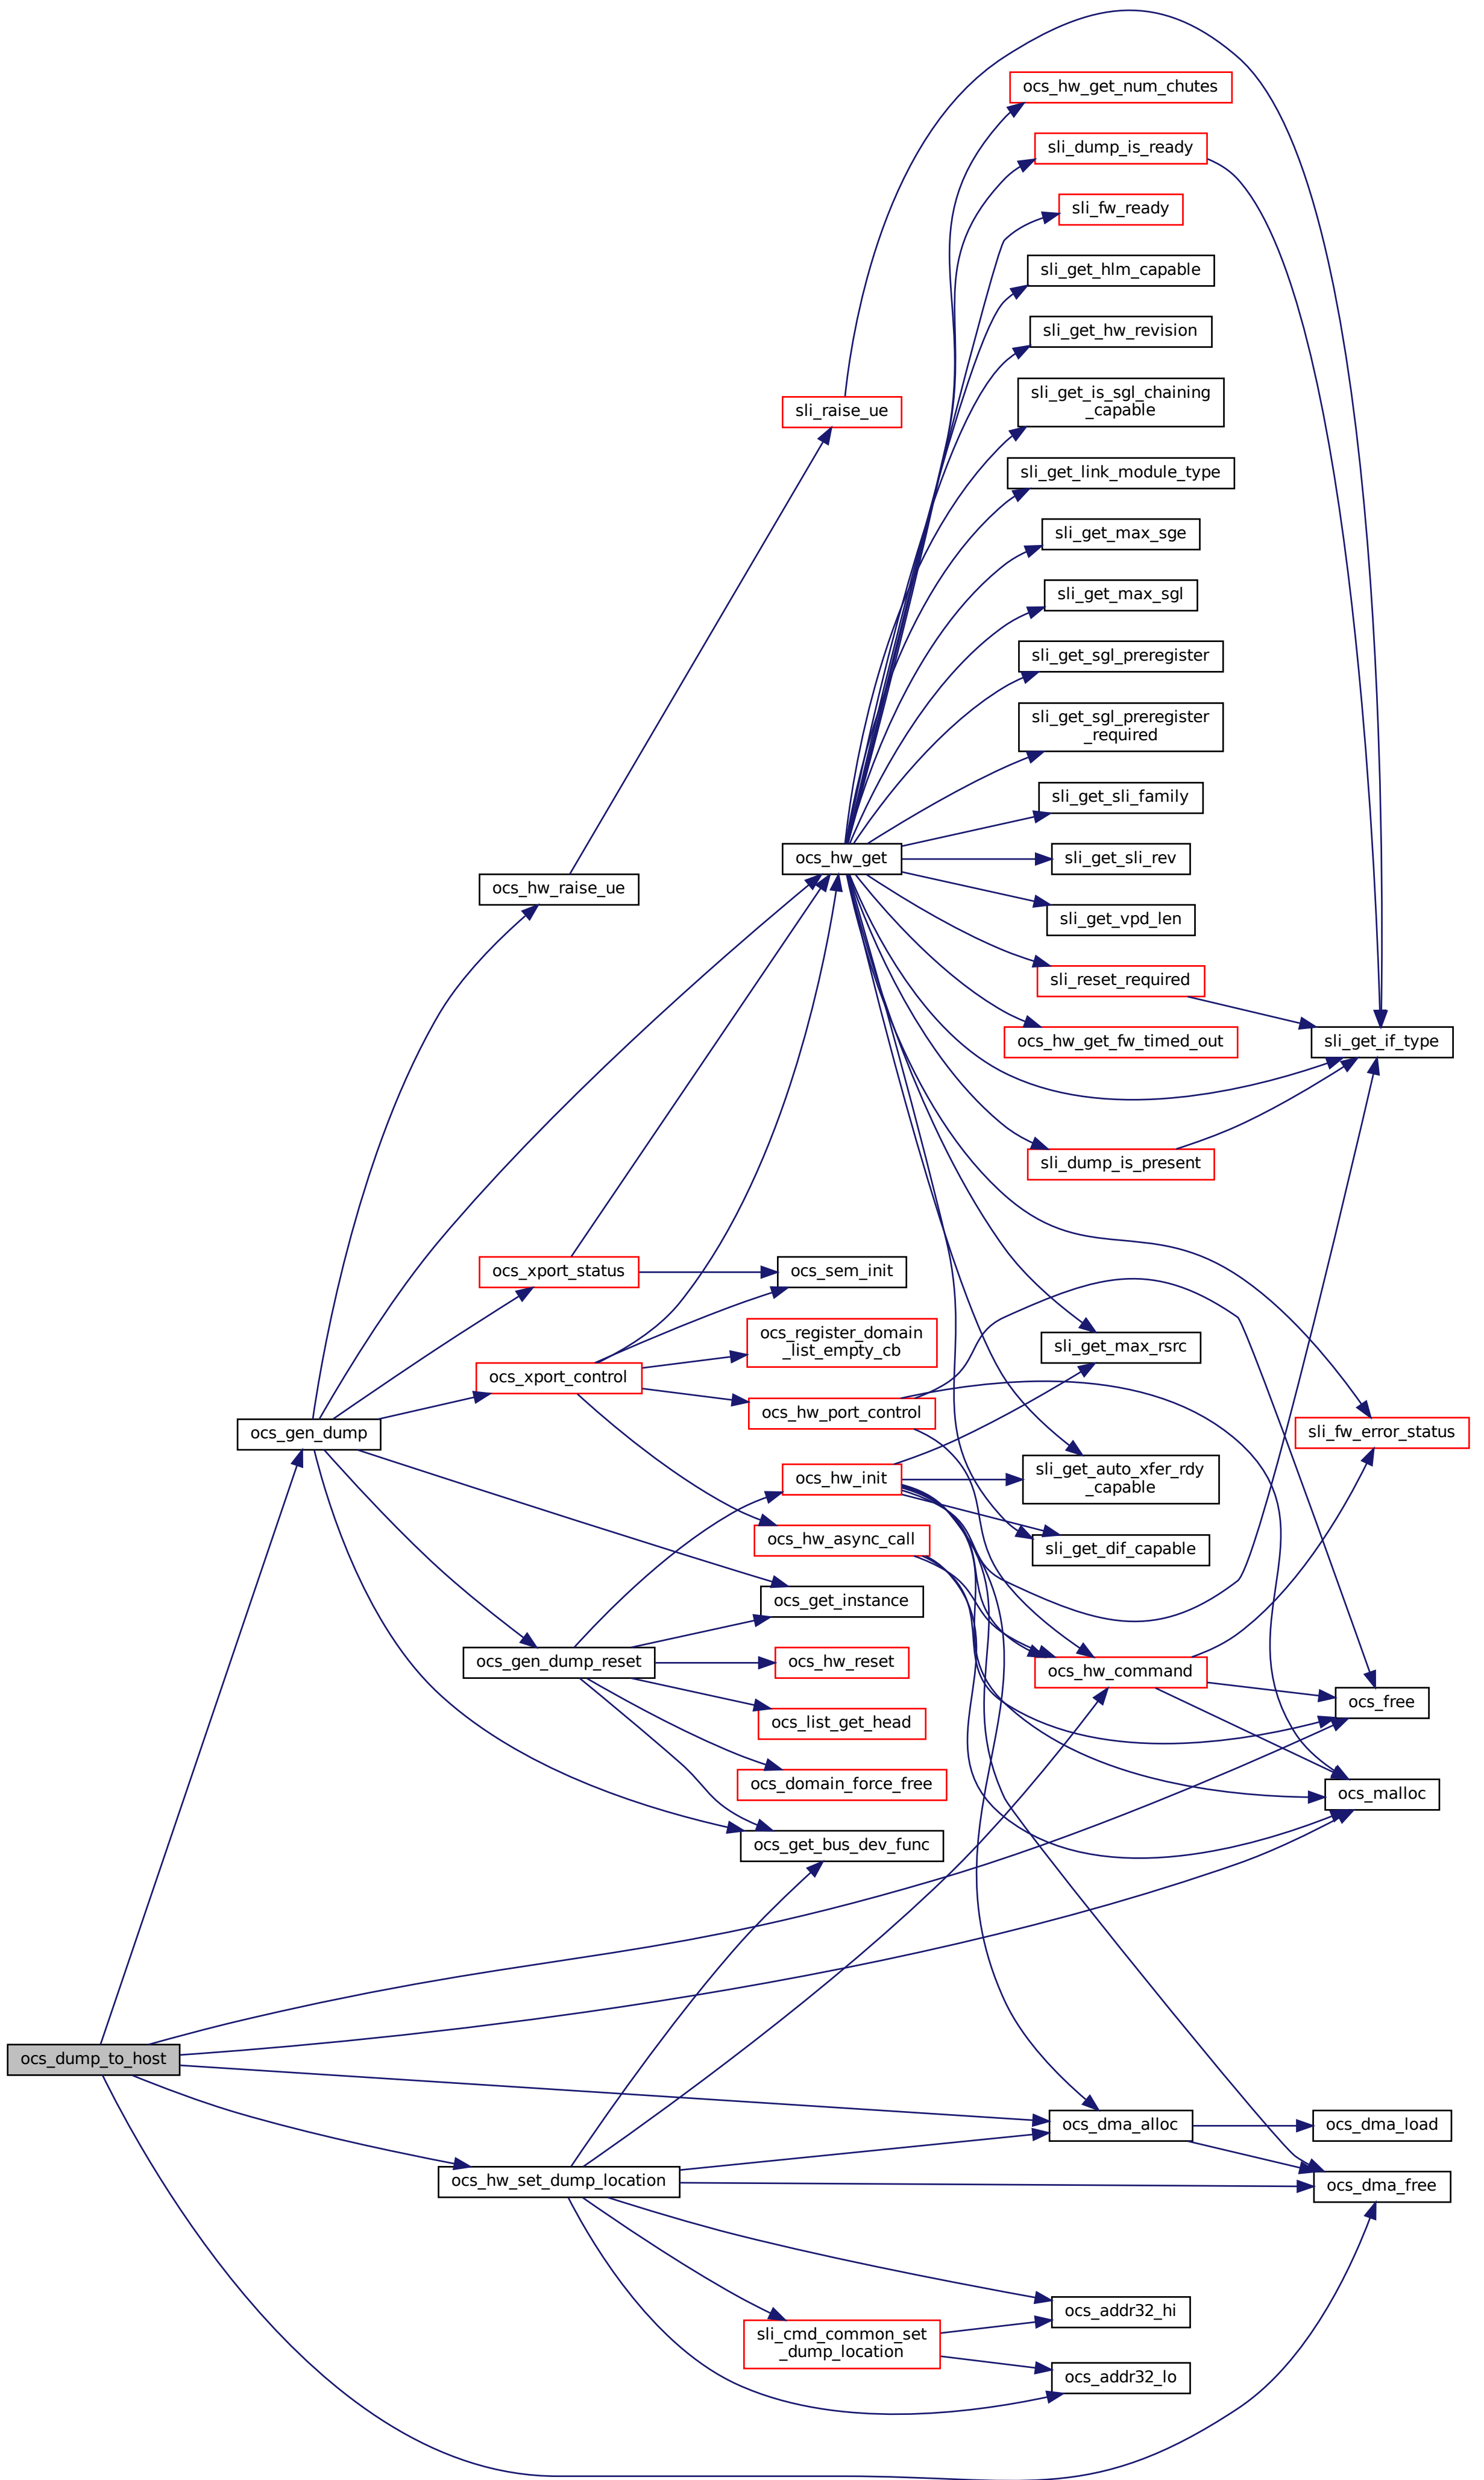 ocs_hw_get_num_chutes
sli_dump_is_ready
sli_fw_ready
sli_get_hlm_capable
sli_get_hw_revision
sli_get_is_sgl_chaining
_capable
sli_raise_ue
sli_get_link_module_type
sli_get_max_sge
sli_get_max_sgl
sli_get_sgl_preregister
sli_get_sgl_preregister
_required
sli_get_sli_family
ocs_hw_get
sli_get_sli_rev
ocs_hw_raise_ue
sli_get_vpd_len
sli_reset_required
ocs_hw_get_fw_timed_out
sli_get_if_type
sli_dump_is_present
ocs_xport_status
ocs_sem_init
ocs_register_domain
_list_empty_cb
sli_get_max_rsrc
ocs_xport_control
ocs_hw_port_control
ocs_gen_dump
sli_fw_error_status
ocs_hw_init
sli_get_auto_xfer_rdy
_capable
ocs_hw_async_call
sli_get_dif_capable
ocs_get_instance
ocs_gen_dump_reset
ocs_hw_reset
ocs_hw_command
ocs_free
ocs_list_get_head
ocs_domain_force_free
ocs_malloc
ocs_get_bus_dev_func
ocs_dump_to_host
ocs_dma_alloc
ocs_dma_load
ocs_hw_set_dump_location
ocs_dma_free
ocs_addr32_hi
sli_cmd_common_set
_dump_location
ocs_addr32_lo